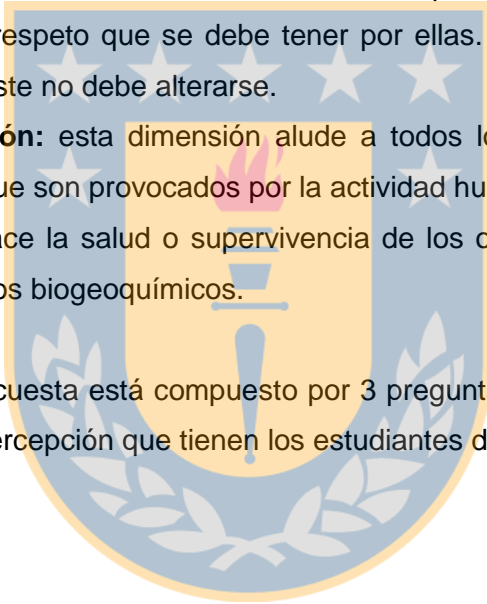 respeto que se debe tener por ellas.
ste no debe alterarse.
ón: esta dimensión alude a todos lo
ue son provocados por la actividad hu
ace la salud o supervivencia de los o
os biogeoquímicos.
cuesta está compuesto por 3 pregunt
ercepción que tienen los estudiantes d